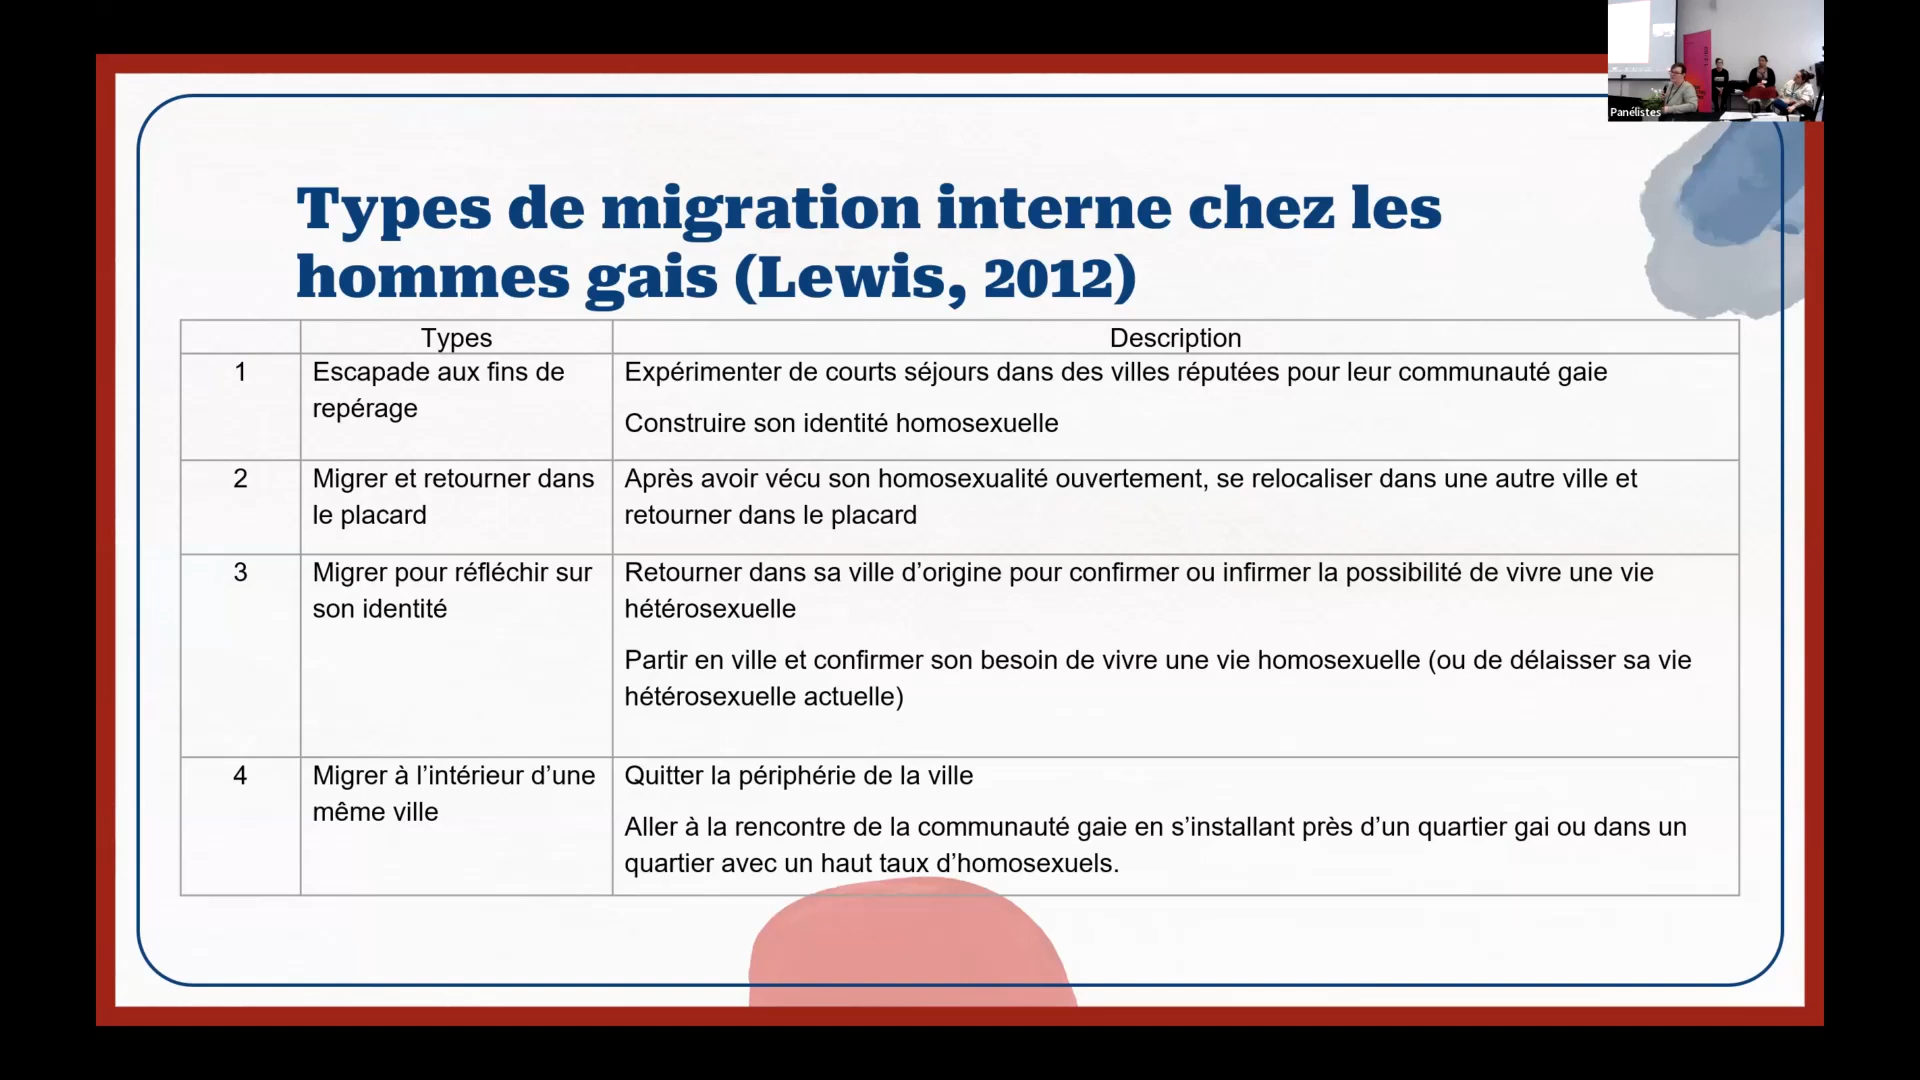 Panélistes
Types de migration interne chez les
hommes gais (Lewis, 2012)
Types
Description
1
Escapade aux fins de
repérage
Expérimenter de courts séjours dans des villes réputées pour leur communauté gaie
Construire son identité homosexuelle
2
Migrer et retourner dans
le placard
Après avoir vécu son homosexualité ouvertement, se relocaliser dans une autre ville et
retourner dans le placard
3
Migrer pour réfléchir sur
son identité
Retourner dans sa ville d’origine pour confirmer ou infirmer la possibilité de vivre une vie
hétérosexuelle
Partir en ville et confirmer son besoin de vivre une vie homosexuelle (ou de délaisser sa vie
hétérosexuelle actuelle)
4
Migrer à l’intérieur d’une
même ville
Quitter la périphérie de la ville
Aller à la rencontre de la communauté gaie en s’installant près d’un quartier gai ou dans un
quartier avec un haut taux d’homosexuels.